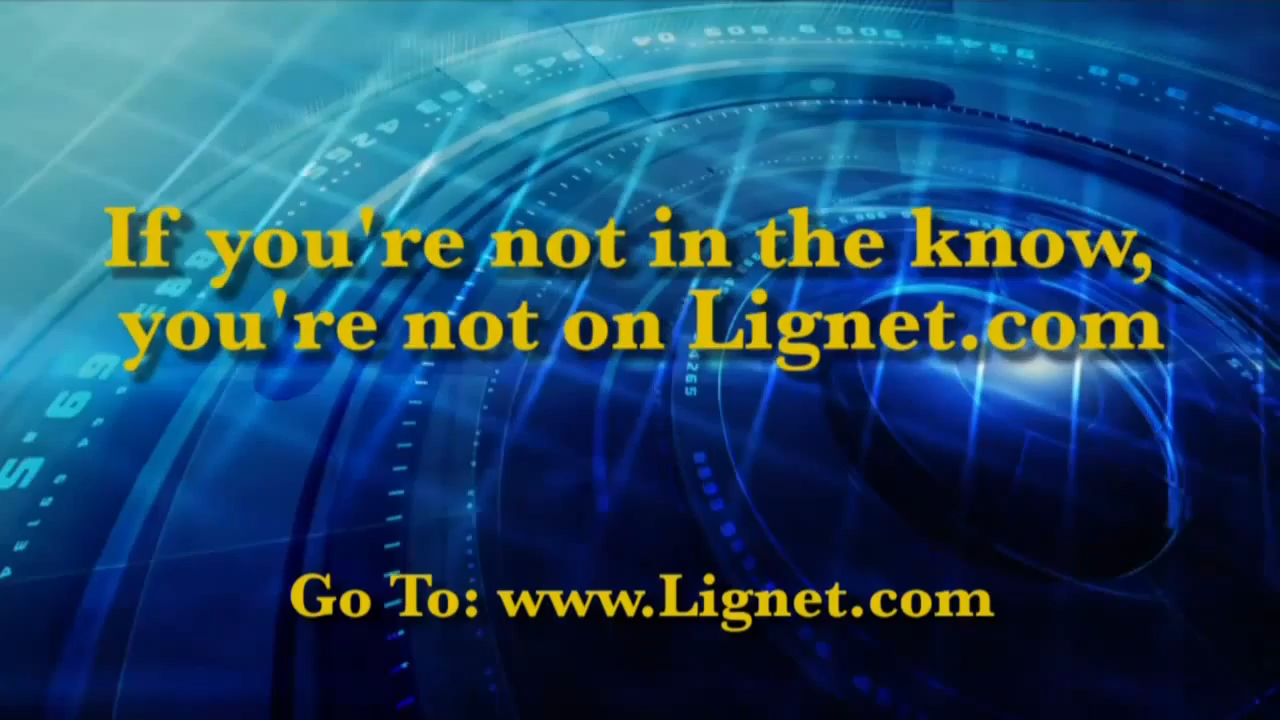 If you're not in the know,
you're not on Lignet.com
Go To: www.Lignet.com